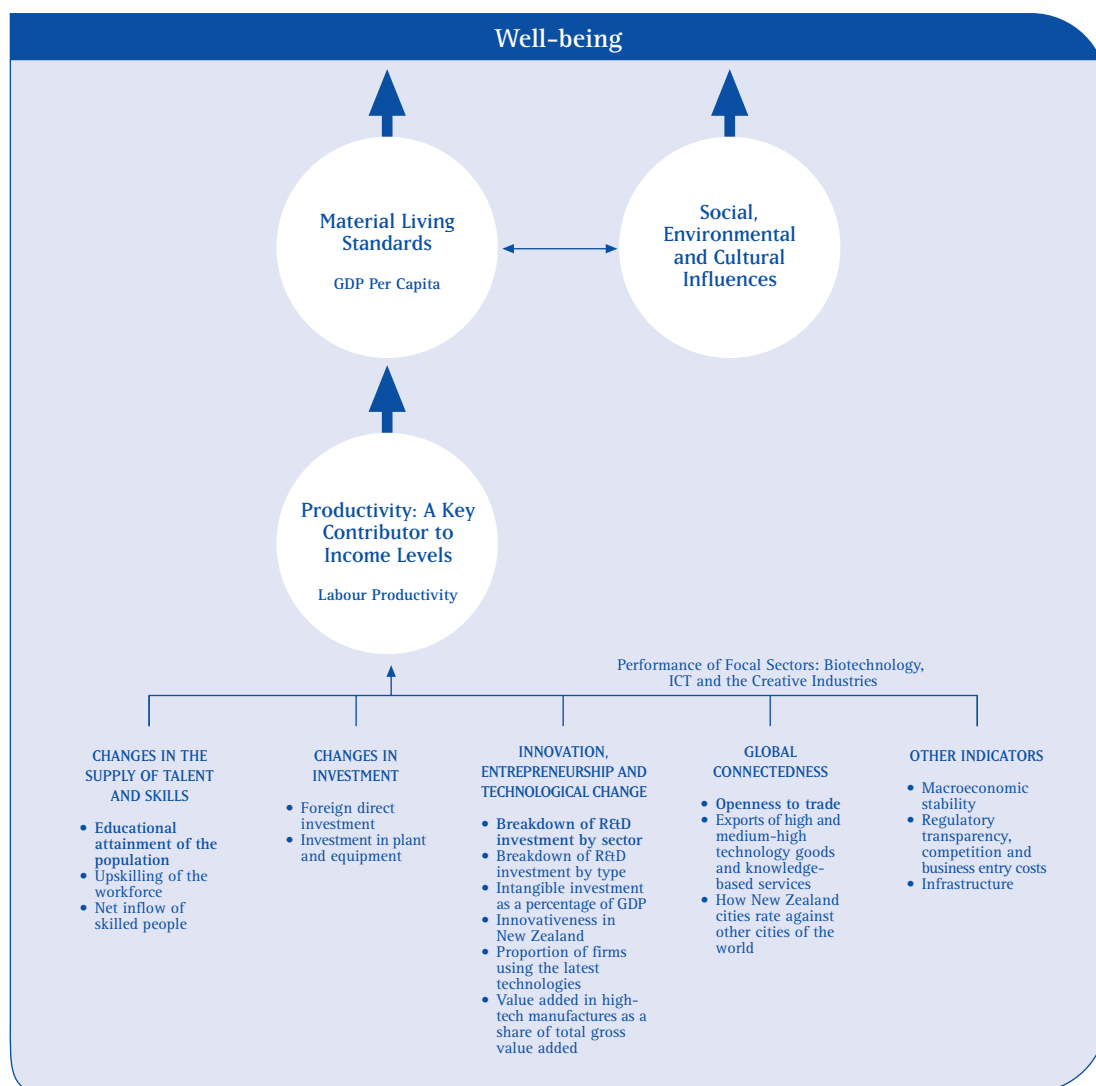 Well-being
Material Living
Standards
GDP Per Capita
Social,
Environmental
and Cultural
Influences
Productivity: A Key
Contributor to
Income Levels
Labour Productivity
Performance of Focal Sectors: Biotechnology,
ICT and the Creative Industries
CHANGES IN THE
SUPPLY OF TALENT
AND SKILLS
• Educational
attainment of the
population
• Upskilling of the
workforce
• Net inflow of
skilled people
CHANGES IN
INVESTMENT
• Foreign direct
investment
• Investment in plant
and equipment
INNOVATION,
ENTREPRENEURSHIP AND
TECHNOLOGICAL CHANGE
• Breakdown of R&D
investment by sector
• Breakdown of R&D
investment by type
• Intangible investment
as a percentage of GDP
• Innovativeness in
New Zealand
• Proportion of firms
using the latest
technologies
• Value added in high-
tech manufactures as a
share of total gross
value added
GLOBAL
CONNECTEDNESS
• Openness to trade
• Exports of high and
medium-high
technology goods
and knowledge-
based services
• How New Zealand
cities rate against
other cities of the
world
OTHER INDICATORS
• Macroeconomic
stability
• Regulatory
transparency,
competition and
business entry costs
• Infrastructure